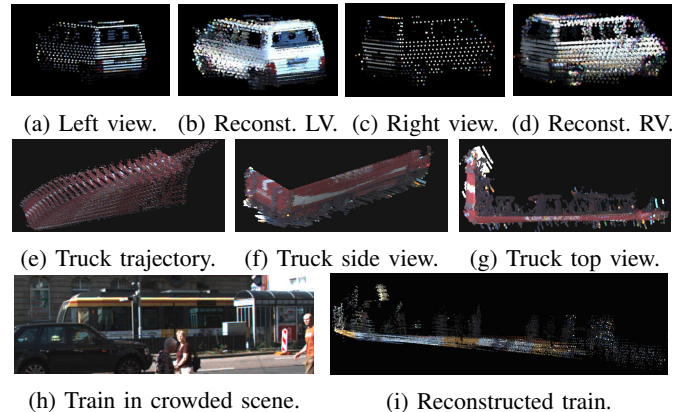 (a) Left view. (b) Reconst. LV. (c) Right view. (d) Reconst. RV.
(e) Truck trajectory. (f) Truck side view. (g) Truck top view.
(h) Train in crowded scene. (i) Reconstructed train.